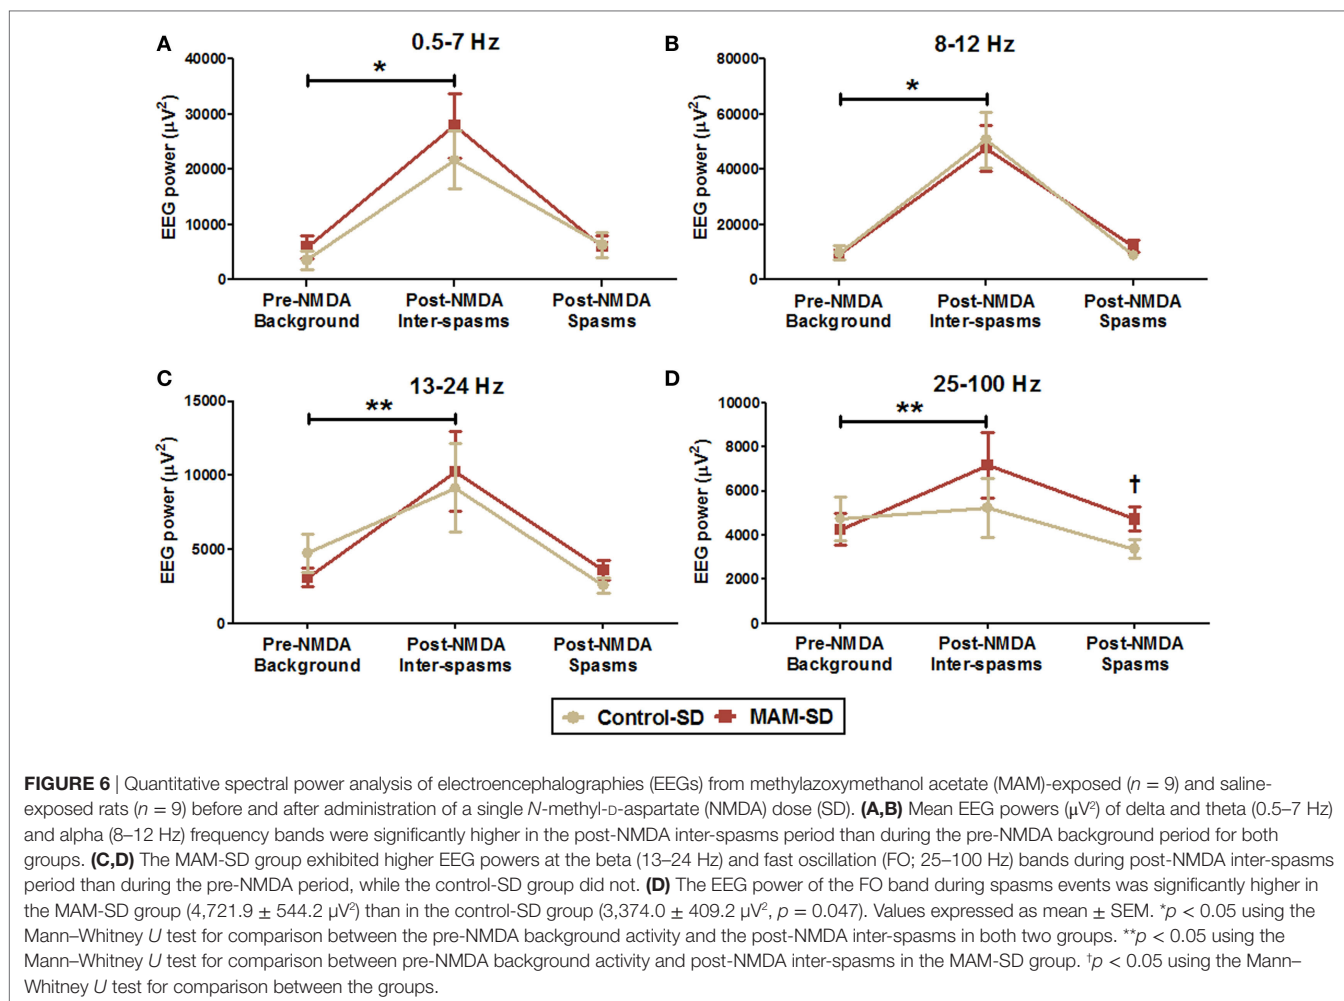 A
0.5-7 Hz
EEG power (µV²)
40000
30000
20000
10000
0
*
Pre-NMDA
Background
Post-NMDA
Inter-spasms
Post-NMDA
Spasms
B
8-12 Hz
EEG power (µV²)
80000
60000
40000
20000
0
*
Pre-NMDA
Background
Post-NMDA
Inter-spasms
Post-NMDA
Spasms
C
13-24 Hz
EEG power (µV²)
15000
10000
5000
0
**
Pre-NMDA
Background
Post-NMDA
Inter-spasms
Post-NMDA
Spasms
D
25-100 Hz
EEG power (µV²)
10000
8000
6000
4000
2000
0
**
†
Pre-NMDA
Background
Post-NMDA
Inter-spasms
Post-NMDA
Spasms
Control-SD MAM-SD
FIGURE 6 | Quantitative spectral power analysis of electroencephalographies (EEGs) from methylazoxymethanol acetate (MAM)-exposed (n = 9) and saline-
exposed rats (n = 9) before and after administration of a single N-methyl-D-aspartate (NMDA) dose (SD). (A,B) Mean EEG powers (µV²) of delta and theta (0.5–7 Hz)
and alpha (8–12 Hz) frequency bands were significantly higher in the post-NMDA inter-spasms period than during the pre-NMDA background period for both
groups. (C,D) The MAM-SD group exhibited higher EEG powers at the beta (13–24 Hz) and fast oscillation (FO; 25–100 Hz) bands during post-NMDA inter-spasms
period than during the pre-NMDA period, while the control-SD group did not. (D) The EEG power of the FO band during spasms events was significantly higher in
the MAM-SD group (4,721.9 ± 544.2 µV²) than in the control-SD group (3,374.0 ± 409.2 µV², p = 0.047). Values expressed as mean ± SEM. *p < 0.05 using the
Mann–Whitney U test for comparison between the pre-NMDA background activity and the post-NMDA inter-spasms in both two groups. **p < 0.05 using the
Mann–Whitney U test for comparison between pre-NMDA background activity and post-NMDA inter-spasms in the MAM-SD group. †p < 0.05 using the Mann–
Whitney U test for comparison between the groups.